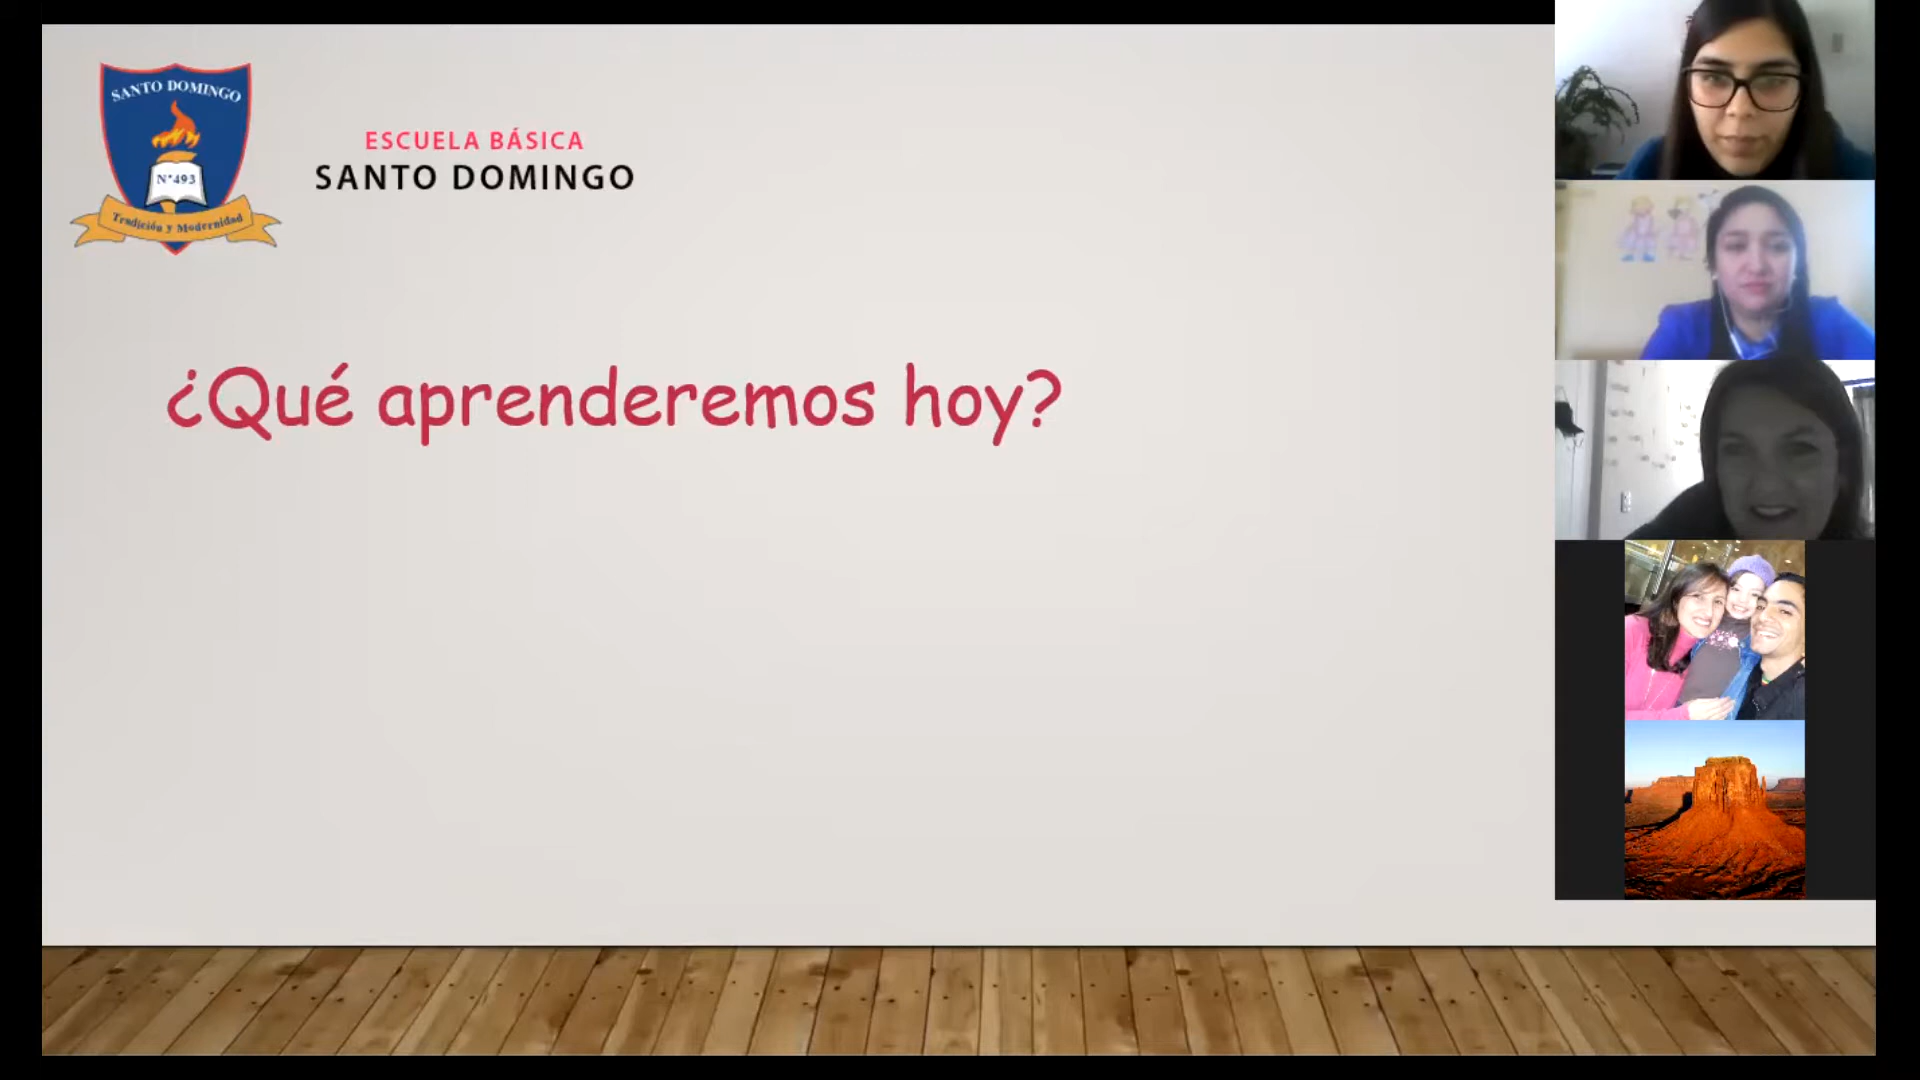 SANTO DOMINGO
N°493
Tradición y Modernidad
ESCUELA BÁSICA
SANTO DOMINGO
¿Qué aprenderemos hoy?